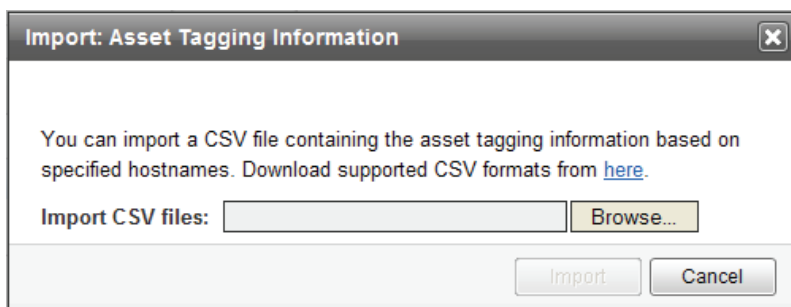 Import: Asset Tagging Information
You can import a CSV file containing the asset tagging information based on
specified hostnames. Download supported CSV formats from here.
Import CSV files: Browse...
Import Cancel